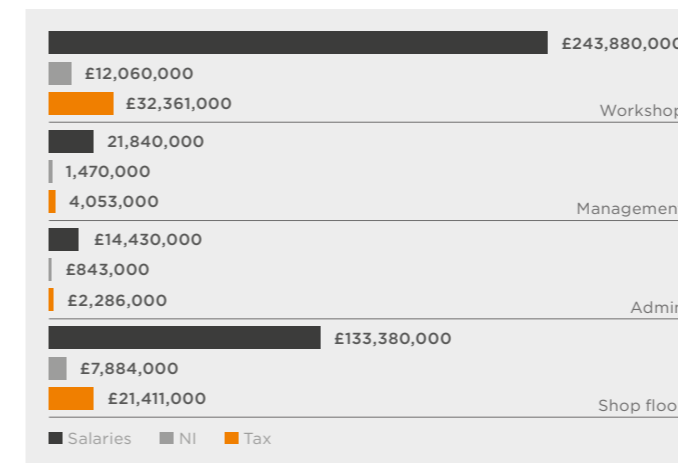 £243,880,000
£12,060,000
£32,361,000
Workshop
21,840,000
1,470,000
4,053,000
Managemen
£14,430,000
£843,000
£2,286,000
Admin
£133,380,000
£7,884,000
£21,411,000
Shop floo
Salaries NI Tax